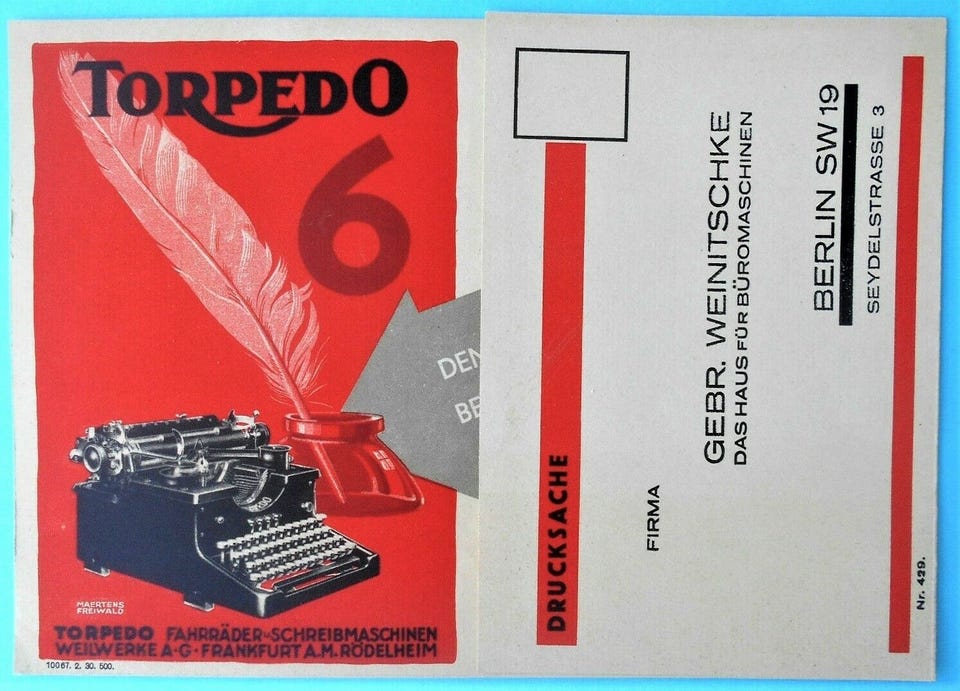 TORPEDO
6
DEN
BE
MAERTENS
FREIWALD
TORPEDO FAHRRÄDER U. SCHREIBMASCHINEN
WEILWERKE A·G· FRANKFURT A.M. RÖDELHEIM
10067. 2. 30. 500.
DRUCKSACHE
FIRMA
GEBR. WEINITSCHKE
DAS HAUS FÜR BÜROMASCHINEN
BERLIN SW 19
SEYDELSTRASSE 3
Nr. 429.